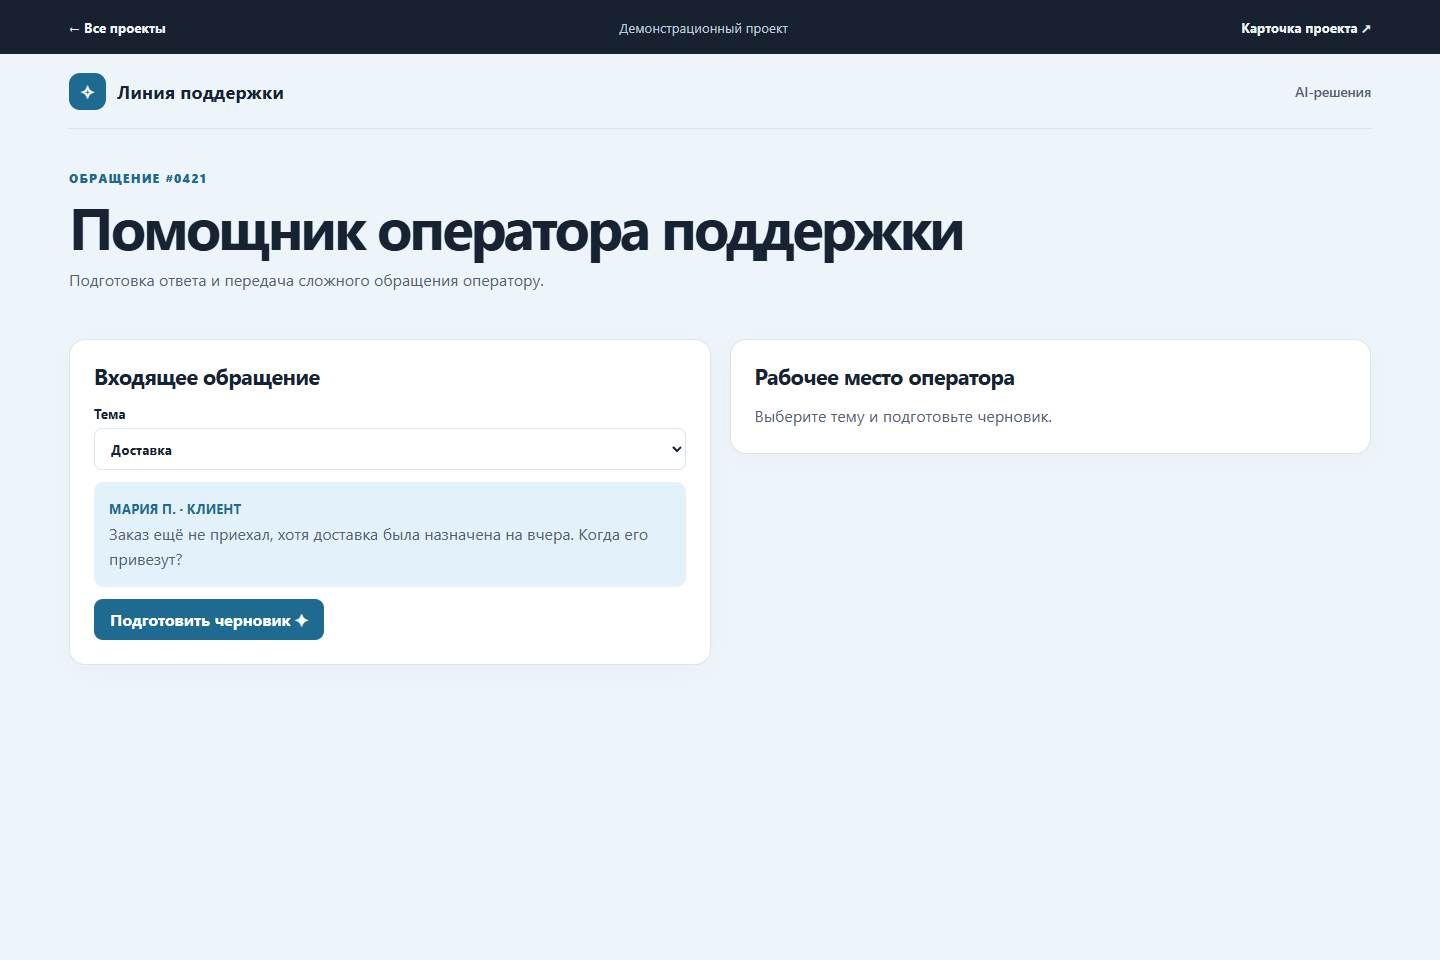 ← Все проекты
Демонстрационный проект
Карточка проекта ↗
✧ Линия поддержки
AI-решения
ОБРАЩЕНИЕ #0421
Помощник оператора поддержки
Подготовка ответа и передача сложного обращения оператору.
Входящее обращение
Тема
Доставка
МАРИЯ П. · КЛИЕНТ
Заказ ещё не приехал, хотя доставка была назначена на вчера. Когда его
привезут?
Подготовить черновик ✦
Рабочее место оператора
Выберите тему и подготовьте черновик.